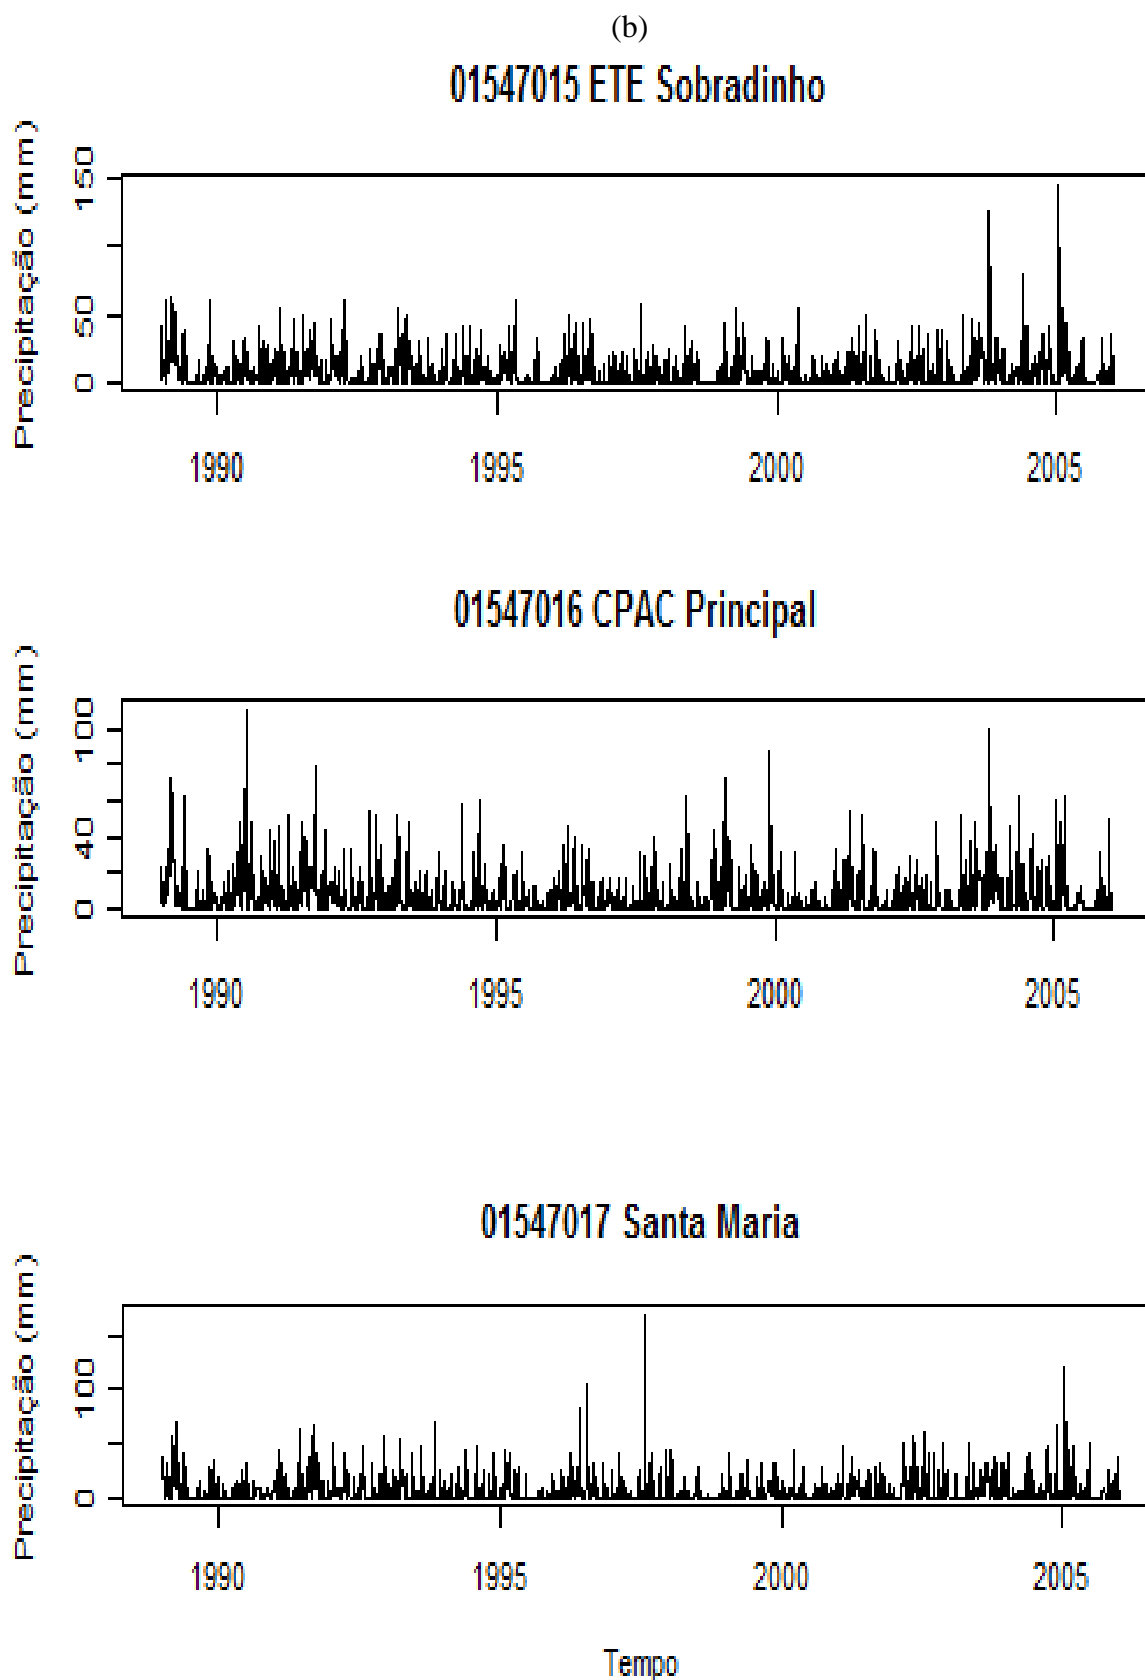 (b)
01547015 ETE Sobradinho
Precipitação (mm)
150
50
0
1990 1995 2000 2005
01547016 CPAC Principal
Precipitação (mm)
100
40
0
1990 1995 2000 2005
01547017 Santa Maria
Precipitação (mm)
100
0
1990 1995 2000 2005
Tempo